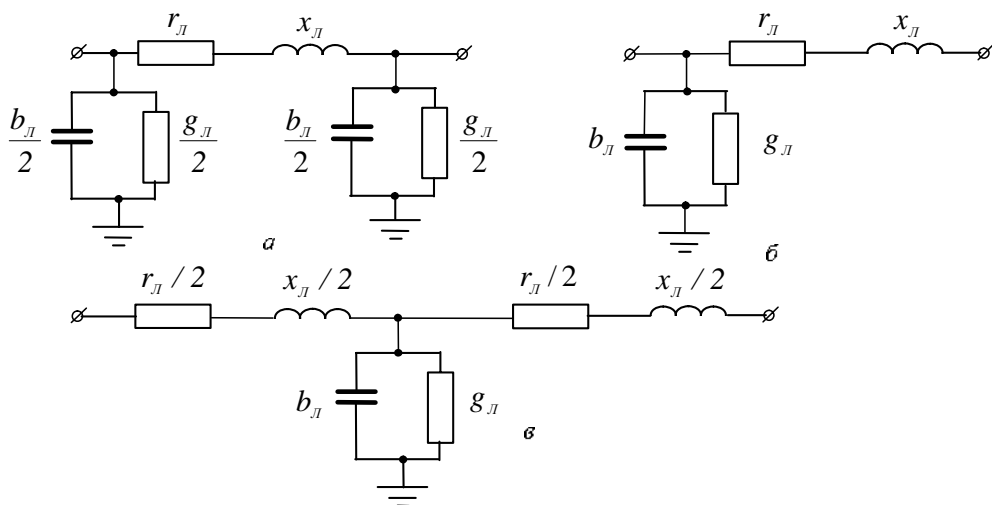 r_Л x_Л
b_Л/2 g_Л/2 b_Л/2 g_Л/2
а
r_Л x_Л
b_Л g_Л
б
r_Л / 2 x_Л / 2 r_Л / 2 x_Л / 2
b_Л g_Л
в